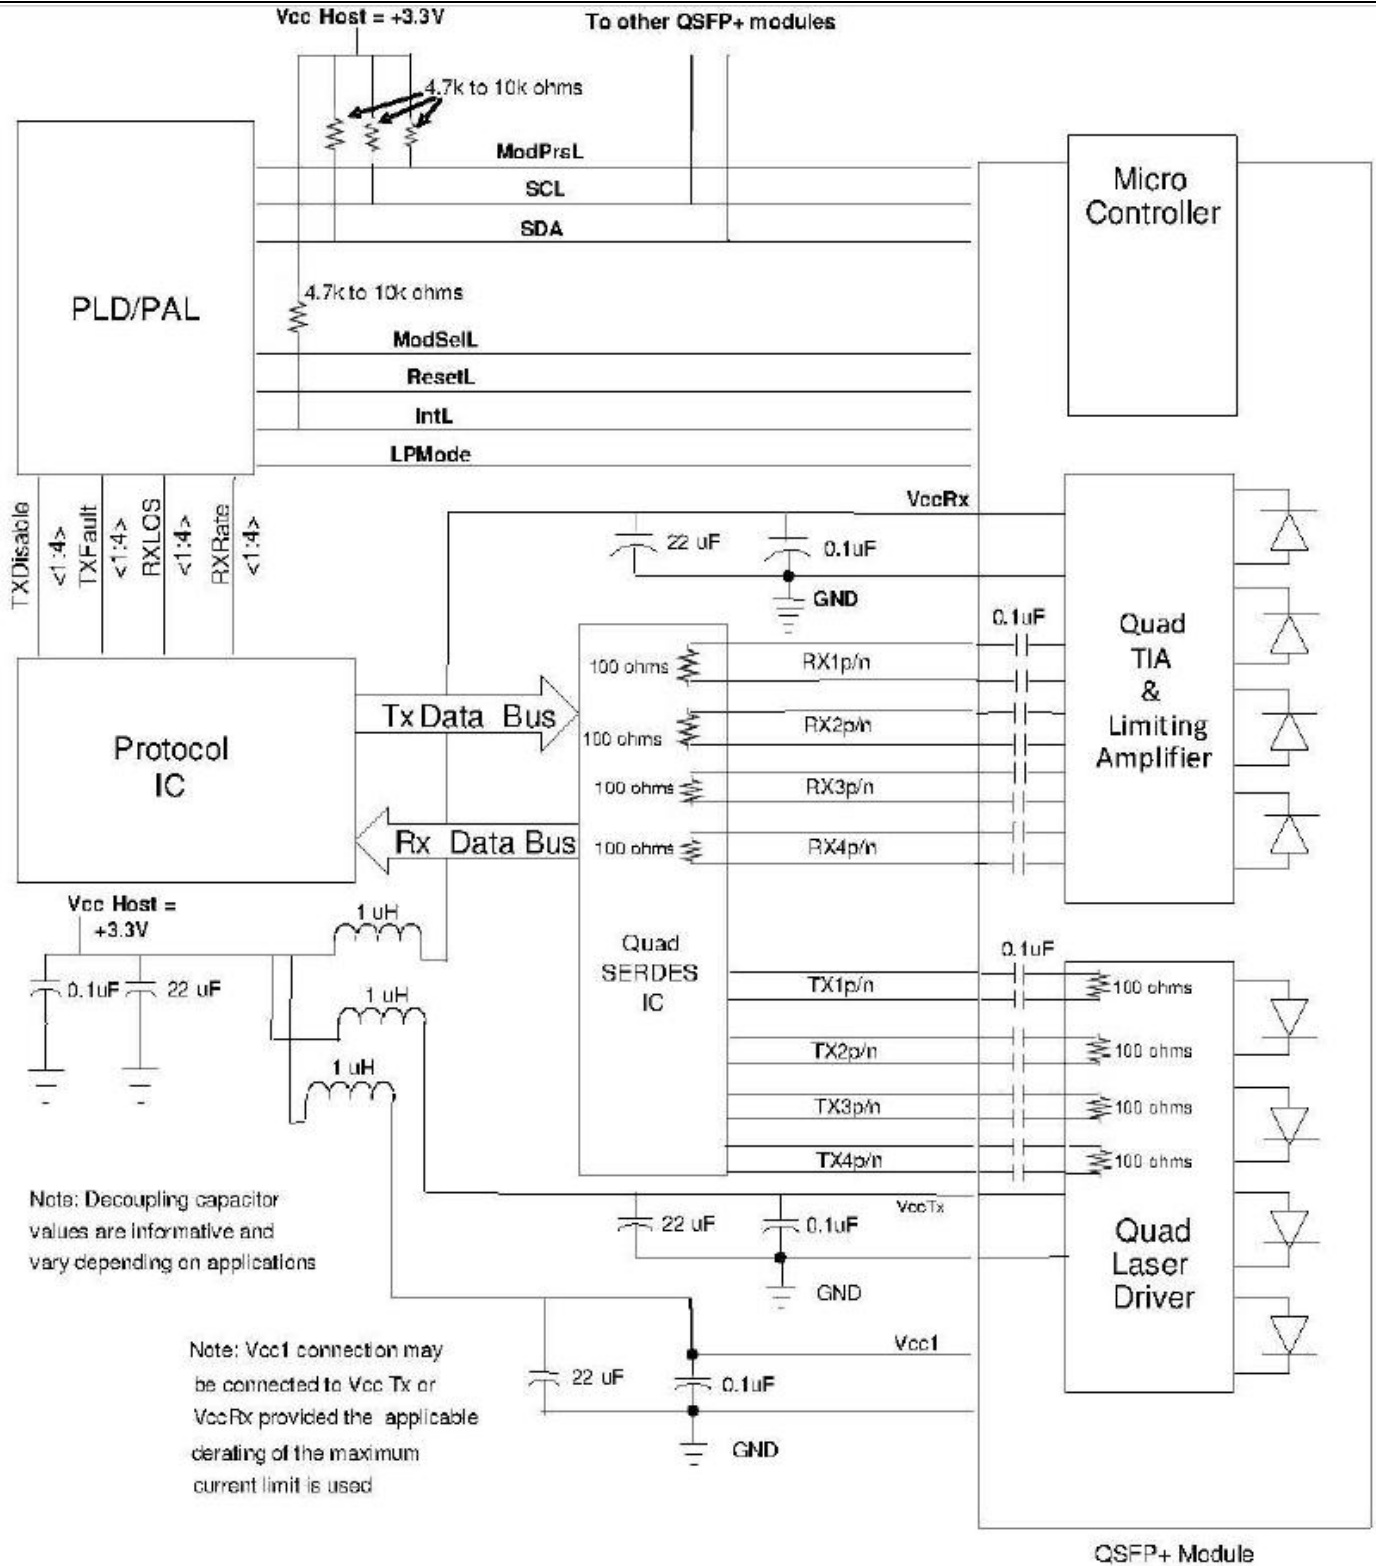 Vcc Host = +3.3V
To other QSFP+ modules
4.7k to 10k ohms
ModPrsL
SCL
SDA
Micro
Controller
PLD/PAL
4.7k to 10k ohms
ModSelL
ResetL
IntL
LPMode
TXDisable
<1:4>
TXFault
<1:4>
RXLOS
<1:4>
RXRate
<1:4>
VccRx
22 uF
0.1uF
GND
0.1uF
Quad
TIA
&
Limiting
Amplifier
100 ohms
RX1p/n
100 ohms
RX2p/n
100 ohms
RX3p/n
100 ohms
RX4p/n
Tx Data Bus
Protocol
IC
Rx Data Bus
Vcc Host =
+3.3V
1 uH
0.1uF
22 uF
1 uH
1 uH
Quad
SERDES
IC
0.1uF
TX1p/n
100 ohms
TX2p/n
100 ohms
TX3p/n
100 ohms
TX4p/n
100 ohms
Note: Decoupling capacitor
values are informative and
vary depending on applications
VccTx
22 uF
0.1uF
GND
Quad
Laser
Driver
Note: Vcc1 connection may
be connected to Vcc Tx or
VccRx provided the applicable
derating of the maximum
current limit is used
Vcc1
22 uF
0.1uF
GND
QSFP+ Module